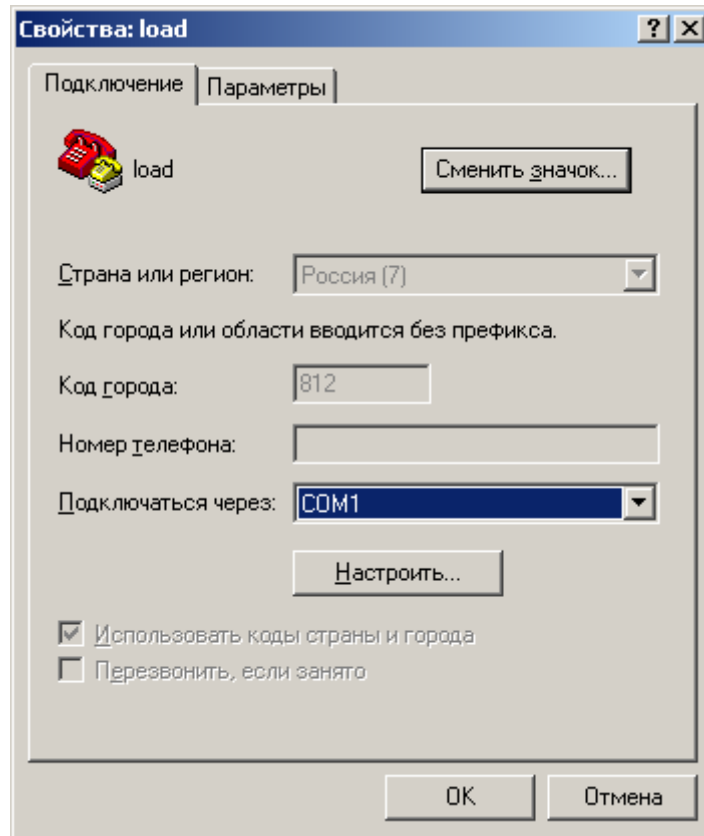 Свойства: load
Подключение Параметры
load Сменить значок...
Страна или регион: Россия (7)
Код города или области вводится без префикса.
Код города: 812
Номер телефона:
Подключаться через: COM1
Настроить...
Использовать коды страны и города
Перезвонить, если занято
OK Отмена